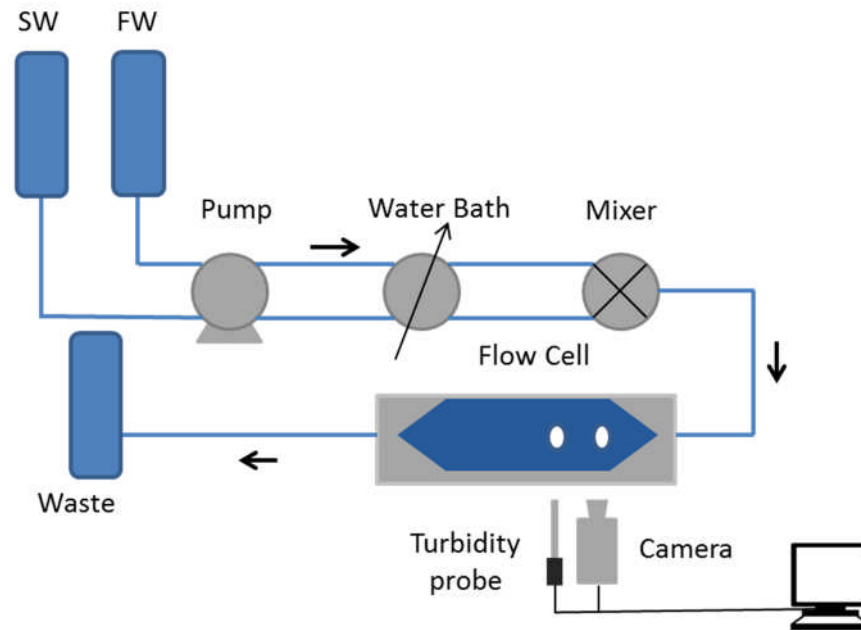 SW
FW
Pump
Water Bath
Mixer
Flow Cell
Waste
Turbidity
probe
Camera